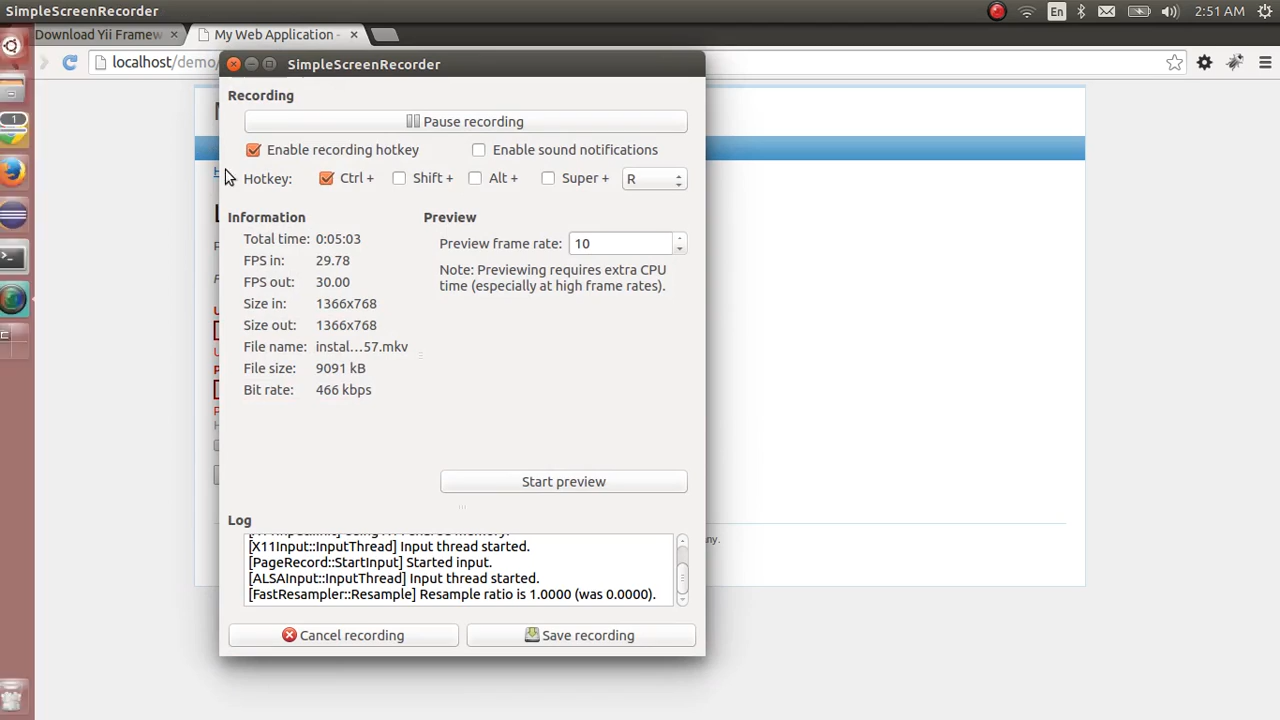 SimpleScreenRecorder
En
2:51 AM
Download Yii Framew
My Web Application -
localhost/demo/
SimpleScreenRecorder
Recording
Pause recording
Enable recording hotkey
Enable sound notifications
Hotkey:
Ctrl +
Shift +
Alt +
Super +
R
Information
Preview
Total time: 0:05:03
Preview frame rate: 10
FPS in: 29.78
Note: Previewing requires extra CPU
time (especially at high frame rates).
FPS out: 30.00
Size in: 1366x768
Size out: 1366x768
File name: instal...57.mkv
File size: 9091 kB
Bit rate: 466 kbps
Start preview
Log
[X11Input::InputThread] Input thread started.
[PageRecord::StartInput] Started input.
[ALSAInput::InputThread] Input thread started.
[FastResampler::Resample] Resample ratio is 1.0000 (was 0.0000).
Cancel recording
Save recording